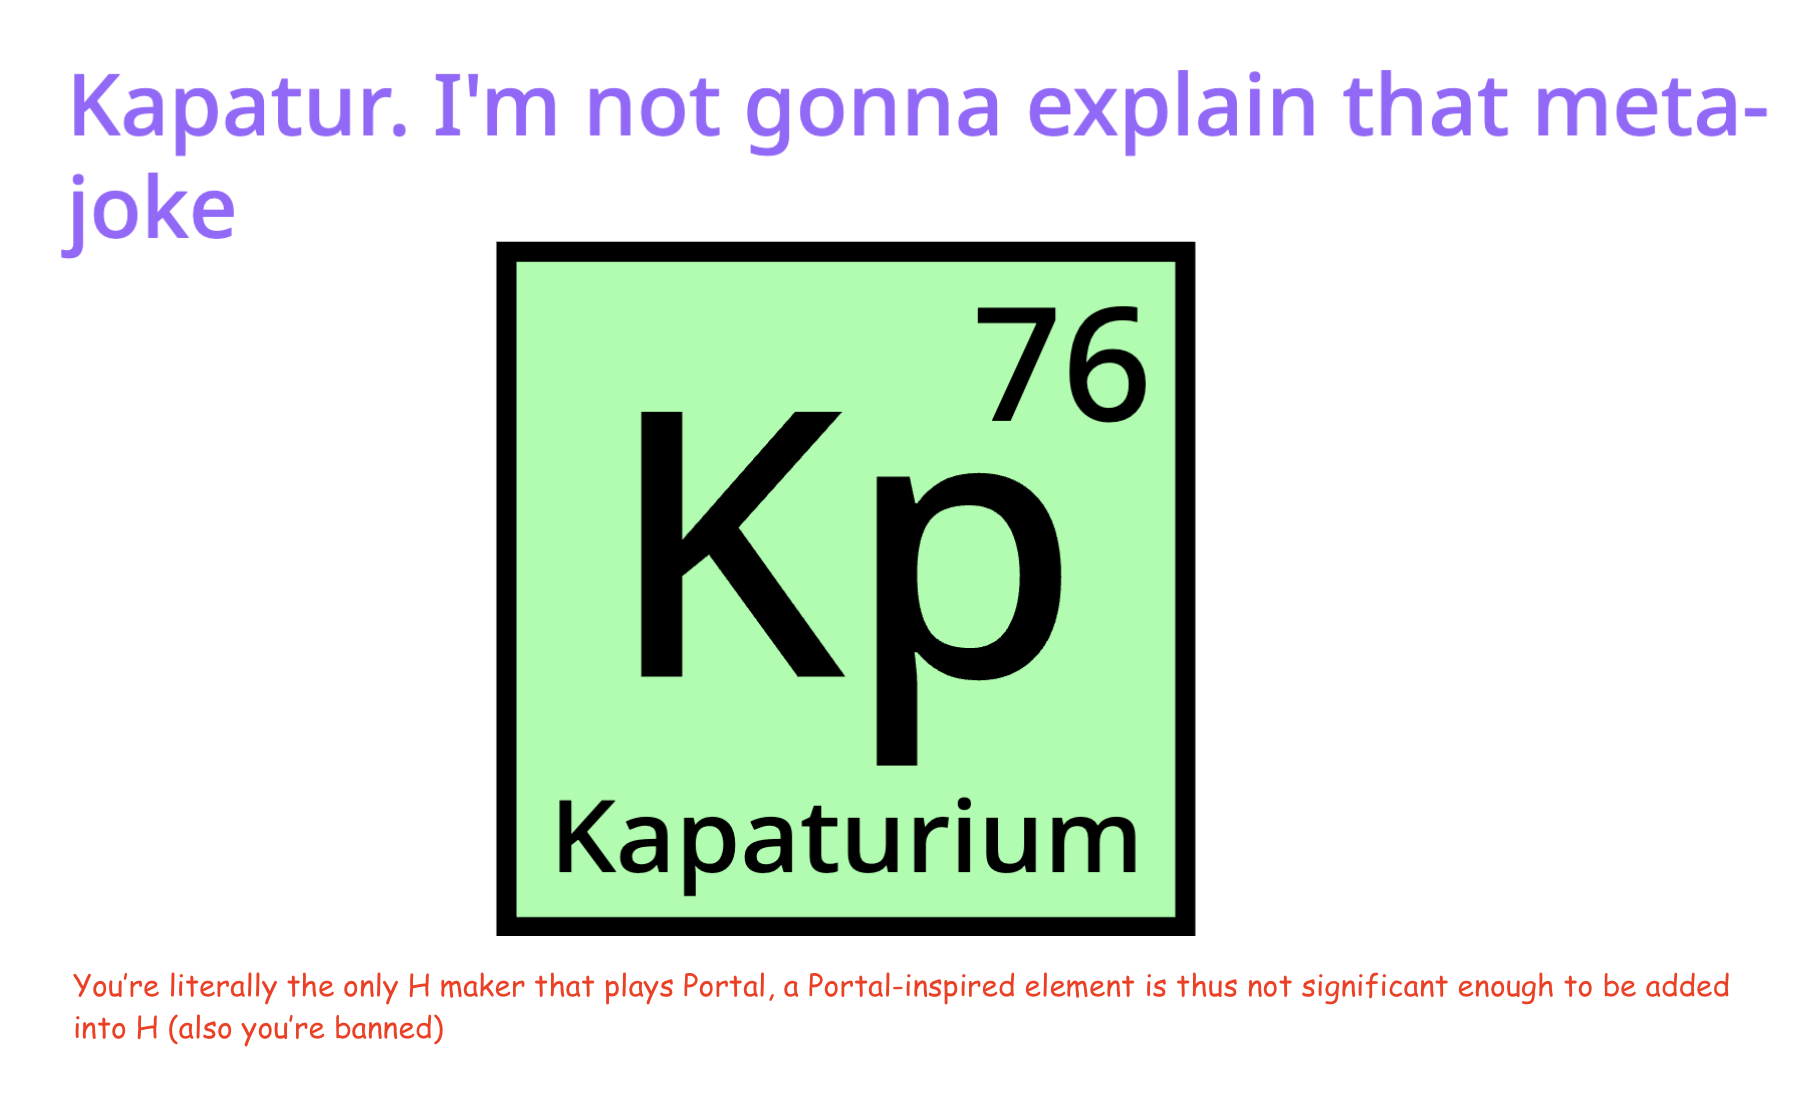 Kapatur. I'm not gonna explain that meta-
joke
76
Kp
Kapaturium
You’re literally the only H maker that plays Portal, a Portal-inspired element is thus not significant enough to be added
into H (also you’re banned)